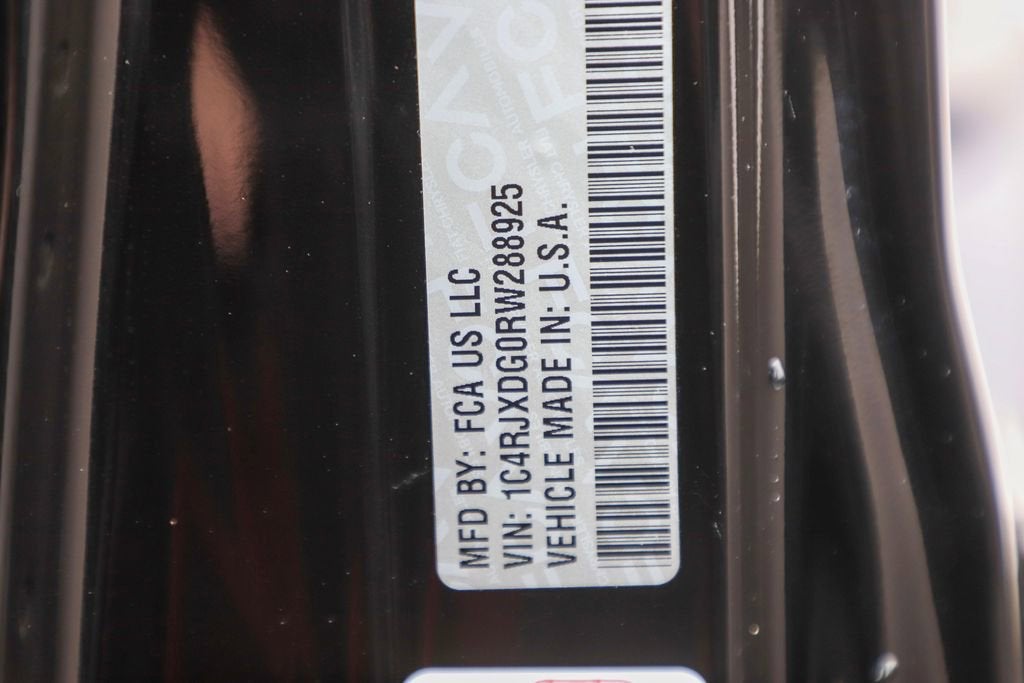 MFD BY: FCA US LLC
VIN: 1C4RJXDG0RW288925
VEHICLE MADE IN: U.S.A.